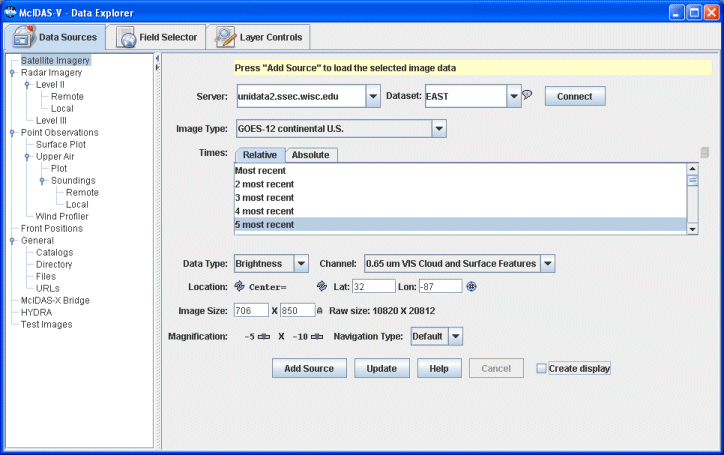 McIDAS-V - Data Explorer
Data Sources
Field Selector
Layer Controls
Satellite Imagery
Radar Imagery
Level II
Remote
Local
Level III
Point Observations
Surface Plot
Upper Air
Plot
Soundings
Remote
Local
Wind Profiler
Front Positions
General
Catalogs
Directory
Files
URLs
McIDAS-X Bridge
HYDRA
Test Images
Press "Add Source" to load the selected image data
Server: unidata2.ssec.wisc.edu Dataset: EAST Connect
Image Type: GOES-12 continental U.S.
Times: Relative Absolute
Most recent
2 most recent
3 most recent
4 most recent
5 most recent
Data Type: Brightness Channel: 0.65 um VIS Cloud and Surface Features
Location: Center= Lat: 32 Lon: -87
Image Size: 706 X 850 Raw size: 10820 X 20812
Magnification: -5 X -10 Navigation Type: Default
Add Source Update Help Cancel Create display